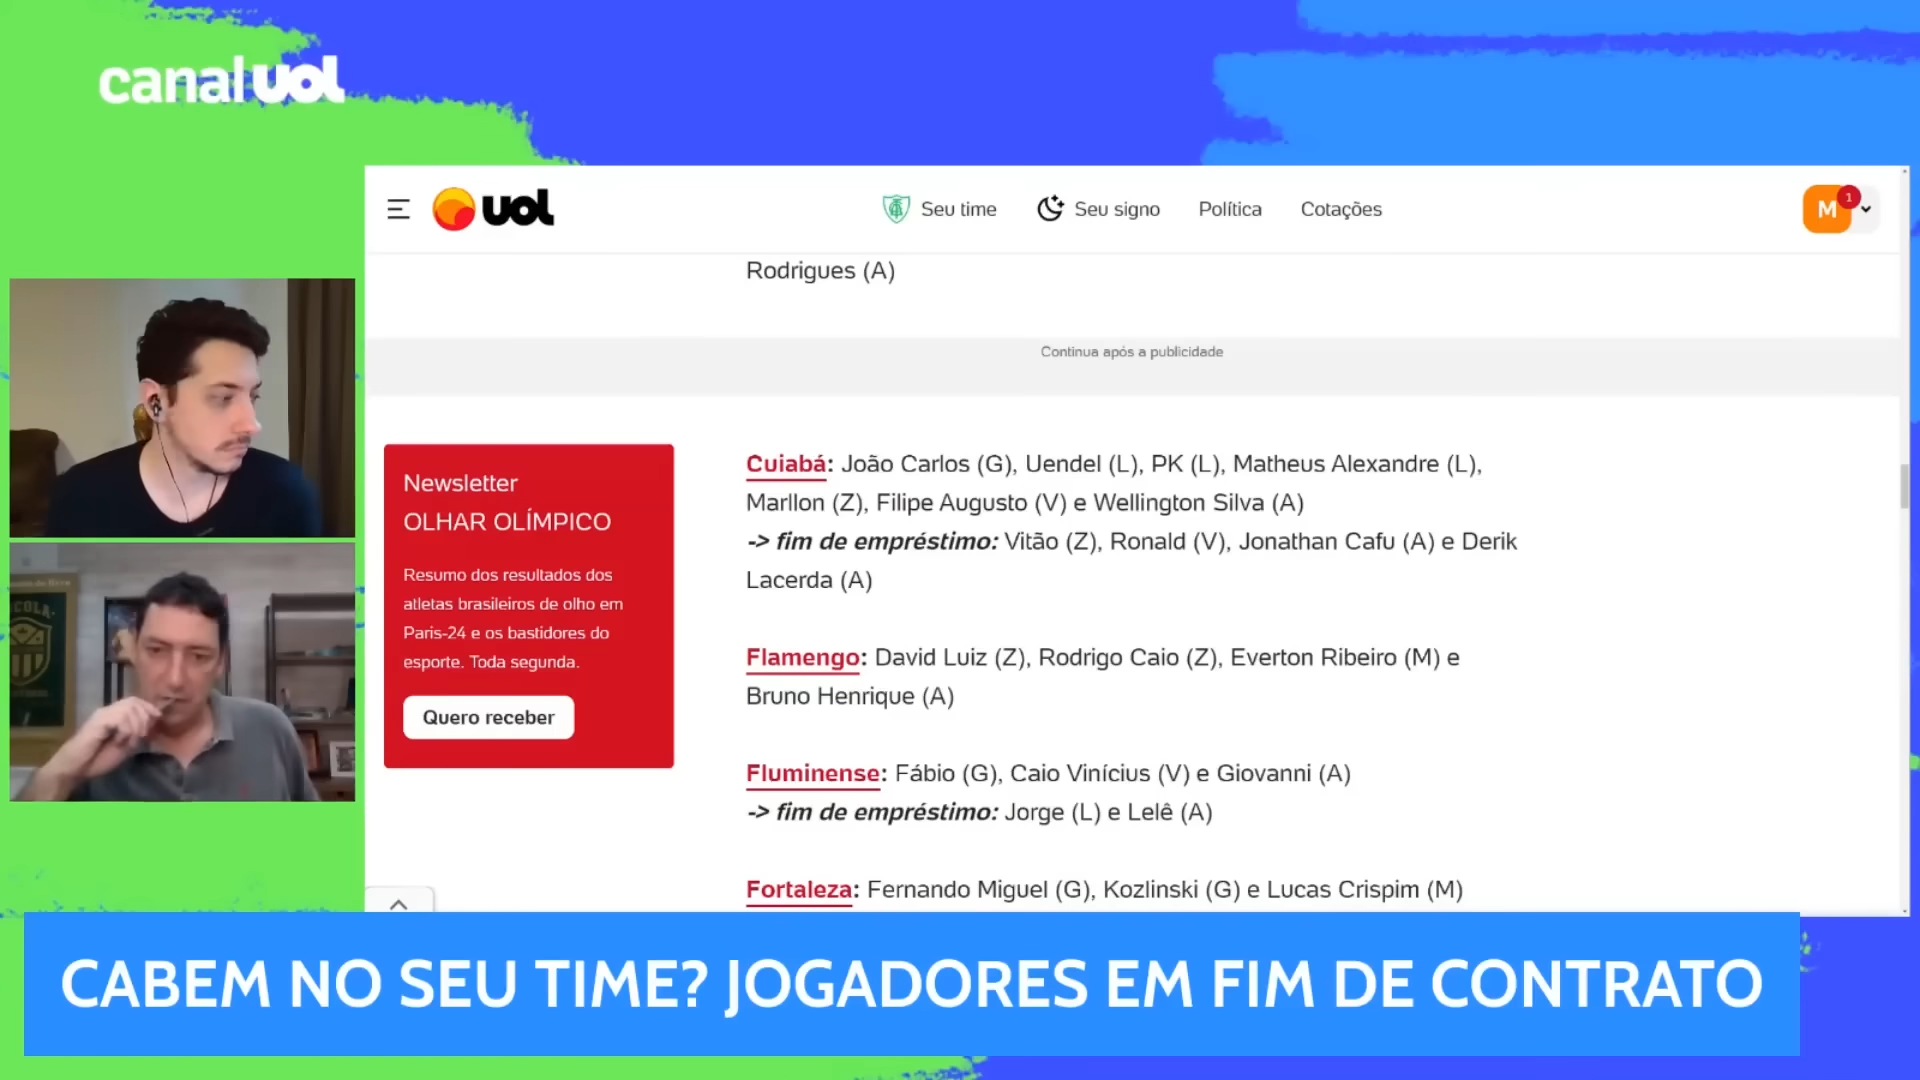 canal uol
uol
Seu time
Seu signo
Política
Cotações
M
1
Rodrigues (A)
Continua após a publicidade
Newsletter
OLHAR OLÍMPICO
Resumo dos resultados dos
atletas brasileiros de olho em
Paris-24 e os bastidores do
esporte. Toda segunda.
Quero receber
Cuiabá: João Carlos (G), Uendel (L), PK (L), Matheus Alexandre (L),
Marllon (Z), Filipe Augusto (V) e Wellington Silva (A)
-> fim de empréstimo: Vitão (Z), Ronald (V), Jonathan Cafu (A) e Derik
Lacerda (A)
Flamengo: David Luiz (Z), Rodrigo Caio (Z), Everton Ribeiro (M) e
Bruno Henrique (A)
Fluminense: Fábio (G), Caio Vinícius (V) e Giovanni (A)
-> fim de empréstimo: Jorge (L) e Lelê (A)
Fortaleza: Fernando Miguel (G), Kozlinski (G) e Lucas Crispim (M)
CABEM NO SEU TIME? JOGADORES EM FIM DE CONTRATO